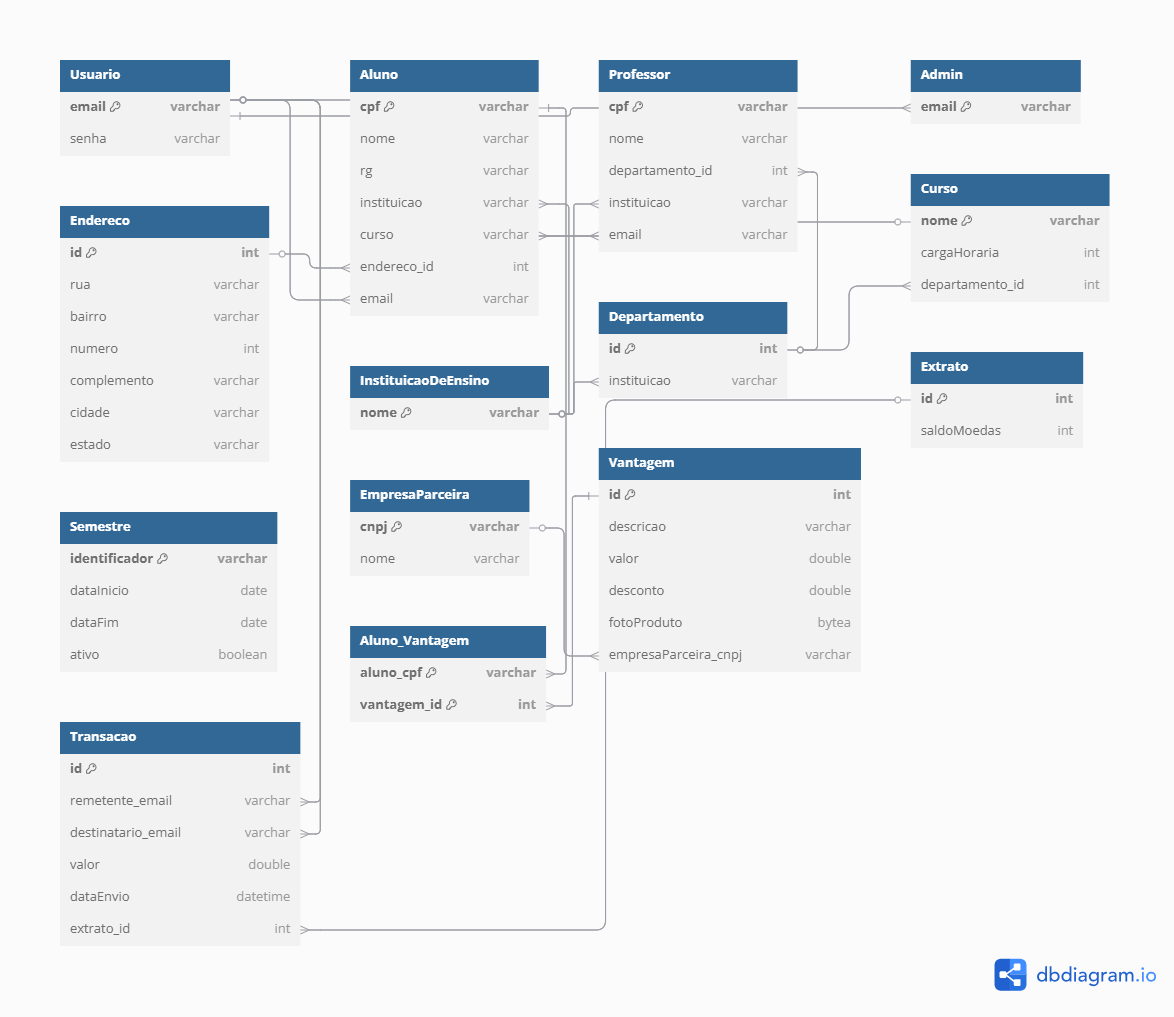 Usuario
email varchar
senha varchar
Endereco
id int
rua varchar
bairro varchar
numero int
complemento varchar
cidade varchar
estado varchar
Semestre
identificador varchar
dataInicio date
dataFim date
ativo boolean
Transacao
id int
remetente_email varchar
destinatario_email varchar
valor double
dataEnvio datetime
extrato_id int
Aluno
cpf varchar
nome varchar
rg varchar
instituicao varchar
curso varchar
endereco_id int
email varchar
InstituicaoDeEnsino
nome varchar
EmpresaParceira
cnpj varchar
nome varchar
Aluno_Vantagem
aluno_cpf varchar
vantagem_id int
Professor
cpf varchar
nome varchar
departamento_id int
instituicao varchar
email varchar
Departamento
id int
instituicao varchar
Vantagem
id int
descricao varchar
valor double
desconto double
fotoProduto bytea
empresaParceira_cnpj varchar
Admin
email varchar
Curso
nome varchar
cargaHoraria int
departamento_id int
Extrato
id int
saldoMoedas int
dbdiagram.io